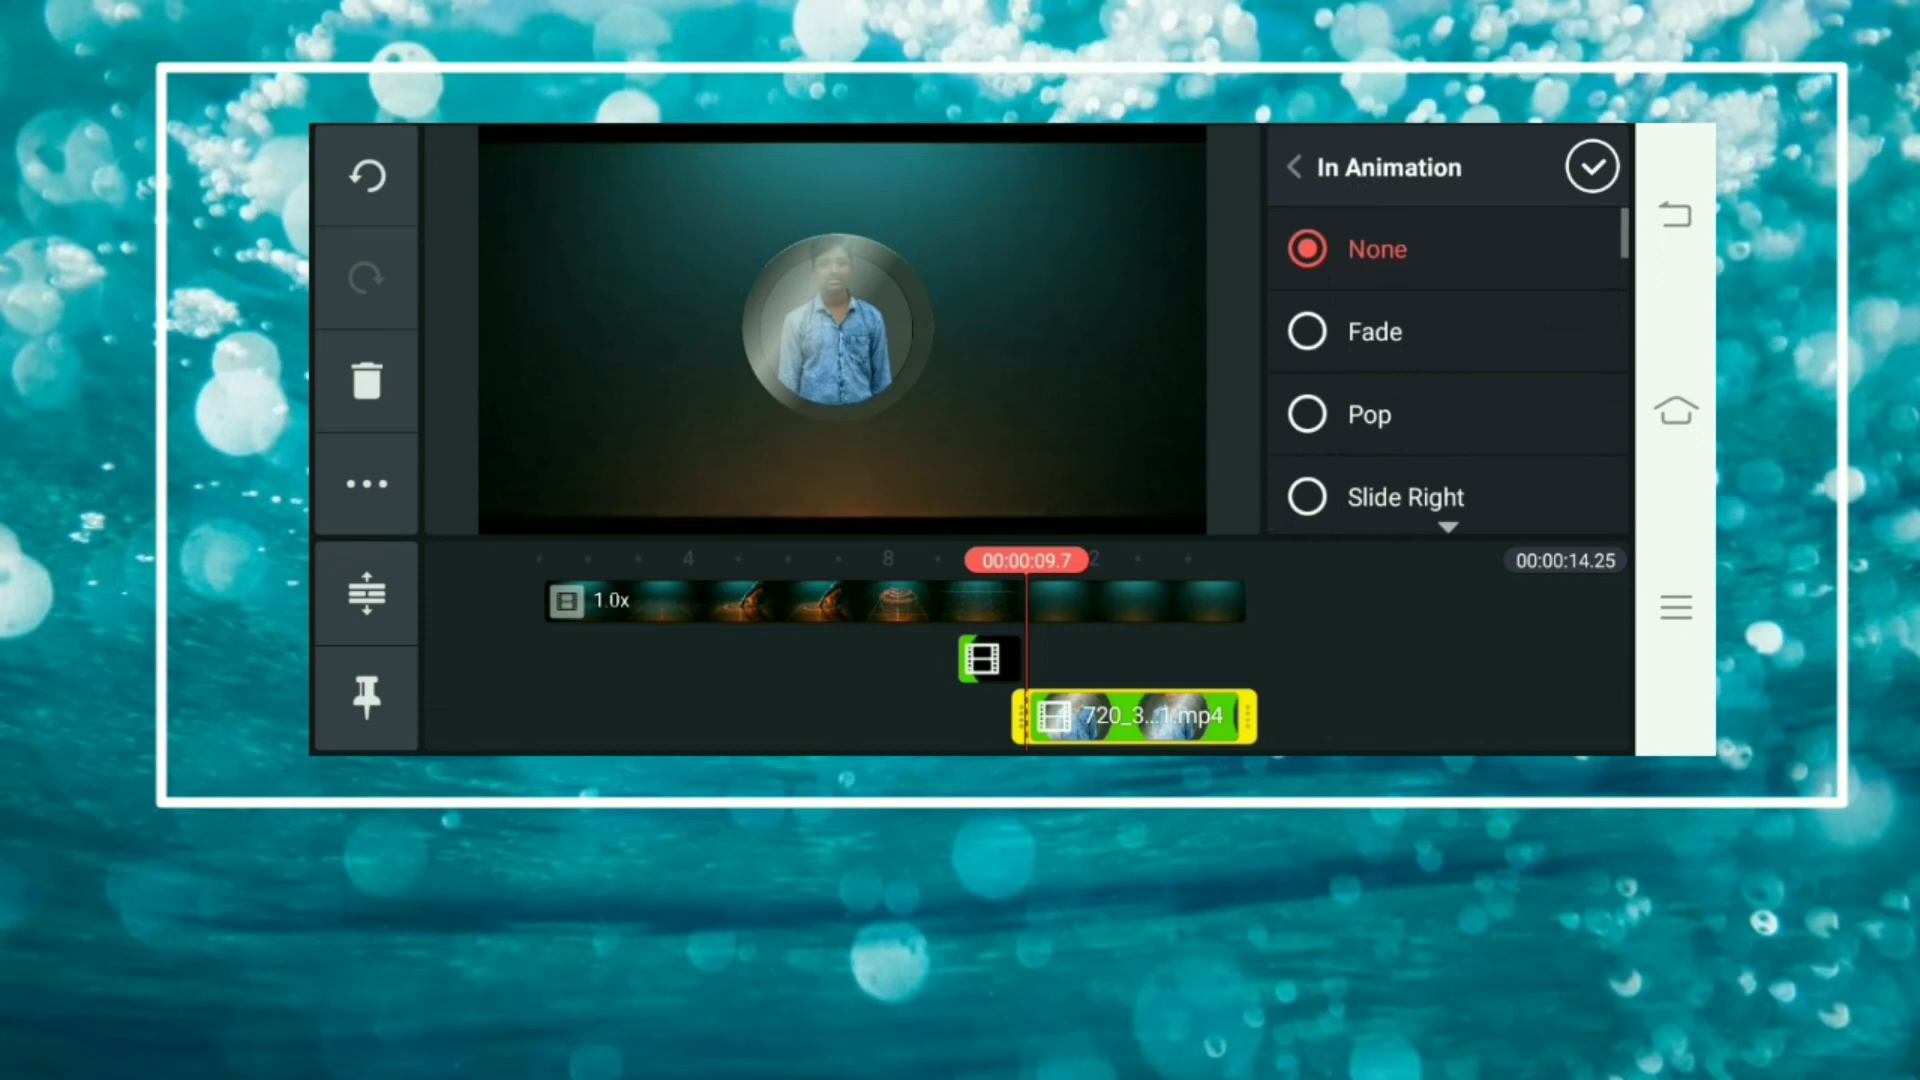 In Animation
None
Fade
Pop
Slide Right
4
8
00:00:09.7
2
00:00:14.25
1.0x
720_3...1.mp4